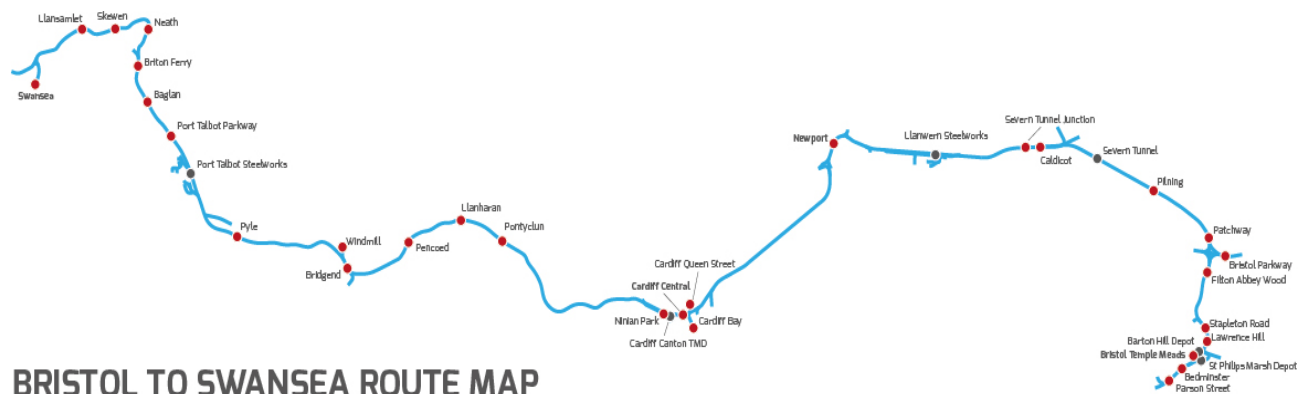 Llansamlet
Skewen
Neath
Swansea
Briton Ferry
Baglan
Port Talbot Parkway
Port Talbot Steelworks
Pyle
Windmill
Bridgend
Pencoed
Llanharan
Pontyclun
Cardiff Queen Street
Cardiff Central
Ninian Park
Cardiff Bay
Cardiff Canton TMD
Newport
Llanwern Steelworks
Severn Tunnel Junction
Caldicot
Severn Tunnel
Pilning
Patchway
Bristol Parkway
Filton Abbey Wood
Stapleton Road
Lawrence Hill
Barton Hill Depot
Bristol Temple Meads
St Phillips Marsh Depot
Bedminster
Parson Street
BRISTOL TO SWANSEA ROUTE MAP